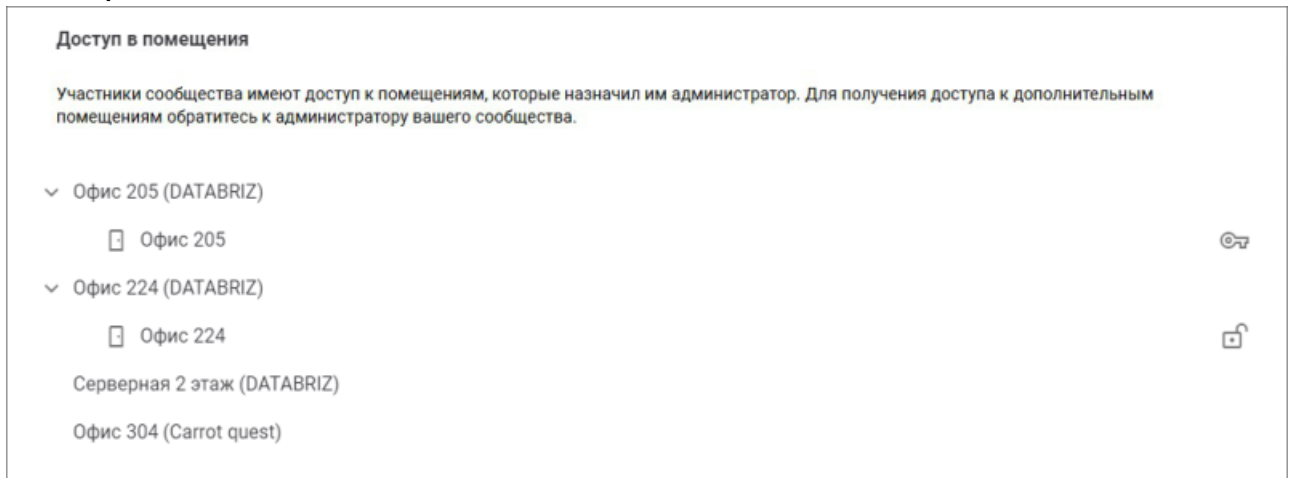 Доступ в помещения
Участники сообщества имеют доступ к помещениям, которые назначил им администратор. Для получения доступа к дополнительным
помещениям обратитесь к администратору вашего сообщества.
Офис 205 (DATABRIZ)
Офис 205
Офис 224 (DATABRIZ)
Офис 224
Серверная 2 этаж (DATABRIZ)
Офис 304 (Carrot quest)